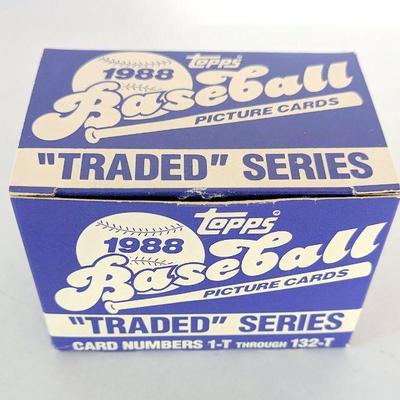 Topps®
1988
Baseball
PICTURE CARDS
"TRADED" SERIES
Topps®
1988
Baseball
PICTURE CARDS
"TRADED" SERIES
CARD NUMBERS 1-T THROUGH 132-T